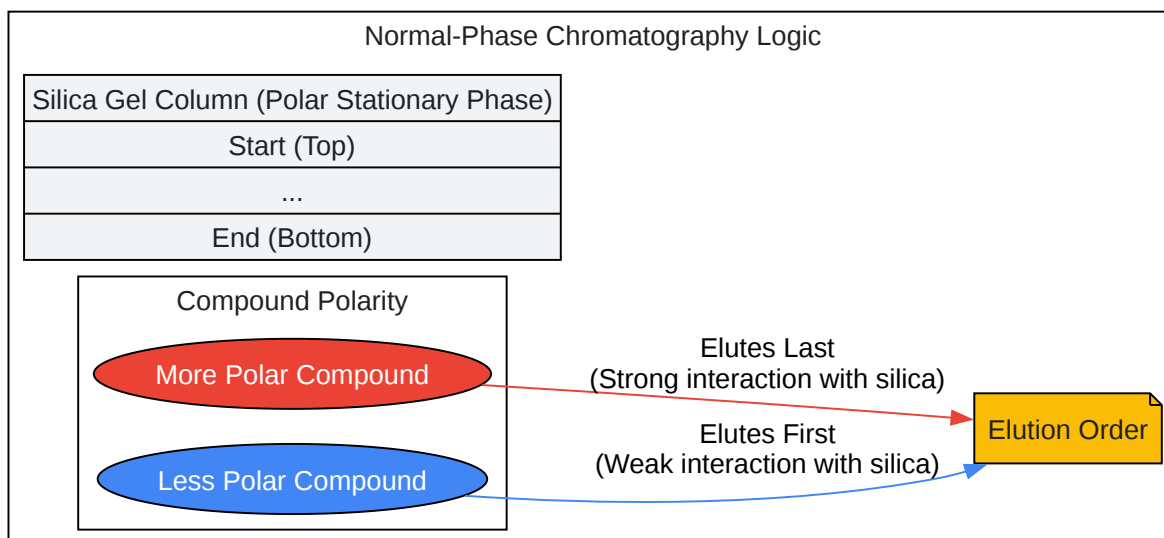 Normal-Phase Chromatography Logic
Silica Gel Column (Polar Stationary Phase)
Start (Top)
...
End (Bottom)
Compound Polarity
More Polar Compound
Elutes Last
(Strong interaction with silica)
Less Polar Compound
Elutes First
(Weak interaction with silica)
Elution Order